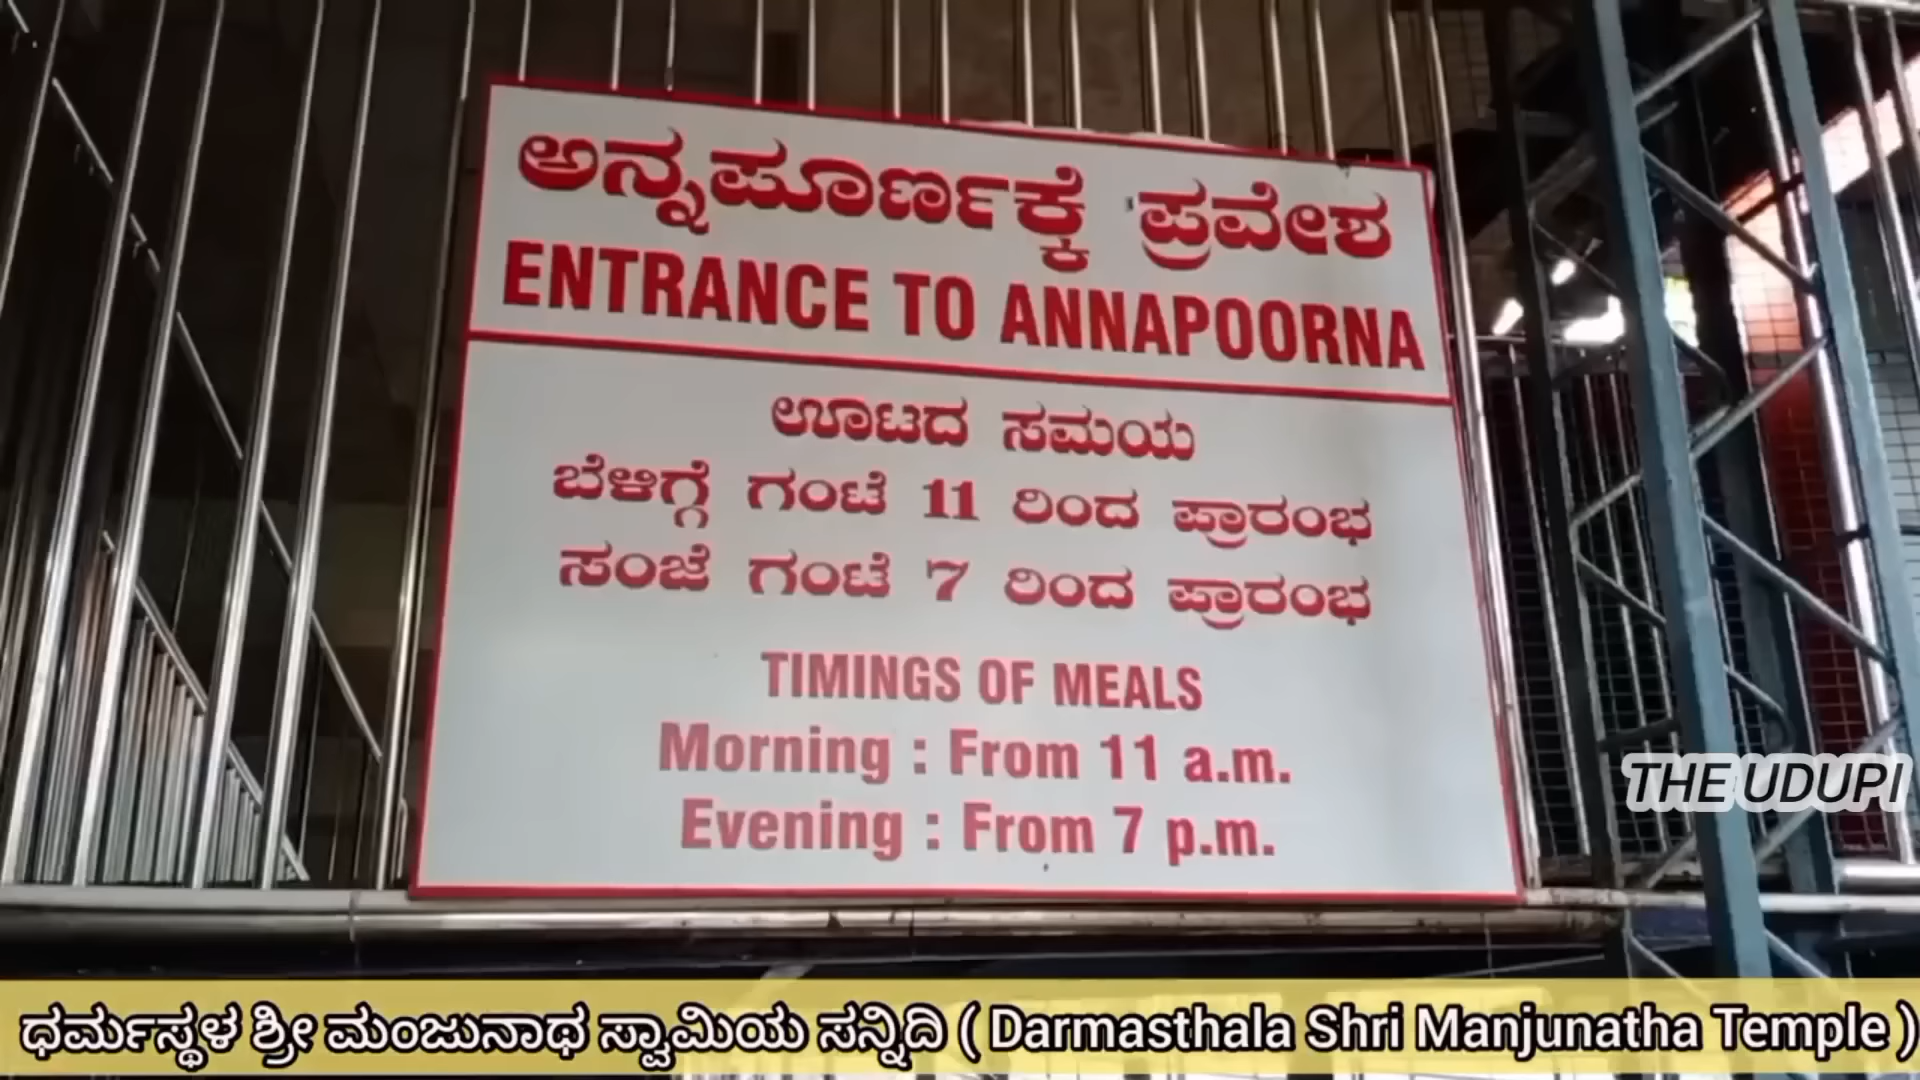 ಅನ್ನಪೂರ್ಣಕ್ಕೆ ಪ್ರವೇಶ
ENTRANCE TO ANNAPOORNA
ಊಟದ ಸಮಯ
ಬೆಳಿಗ್ಗೆ ಗಂಟೆ 11 ರಿಂದ ಪ್ರಾರಂಭ
ಸಂಜೆ ಗಂಟೆ 7 ರಿಂದ ಪ್ರಾರಂಭ
TIMINGS OF MEALS
Morning : From 11 a.m.
Evening : From 7 p.m.
THE UDUPI
ಧರ್ಮಸ್ಥಳ ಶ್ರೀ ಮಂಜುನಾಥ ಸ್ವಾಮಿಯ ಸನ್ನಿದಿ ( Darmasthala Shri Manjunatha Temple )